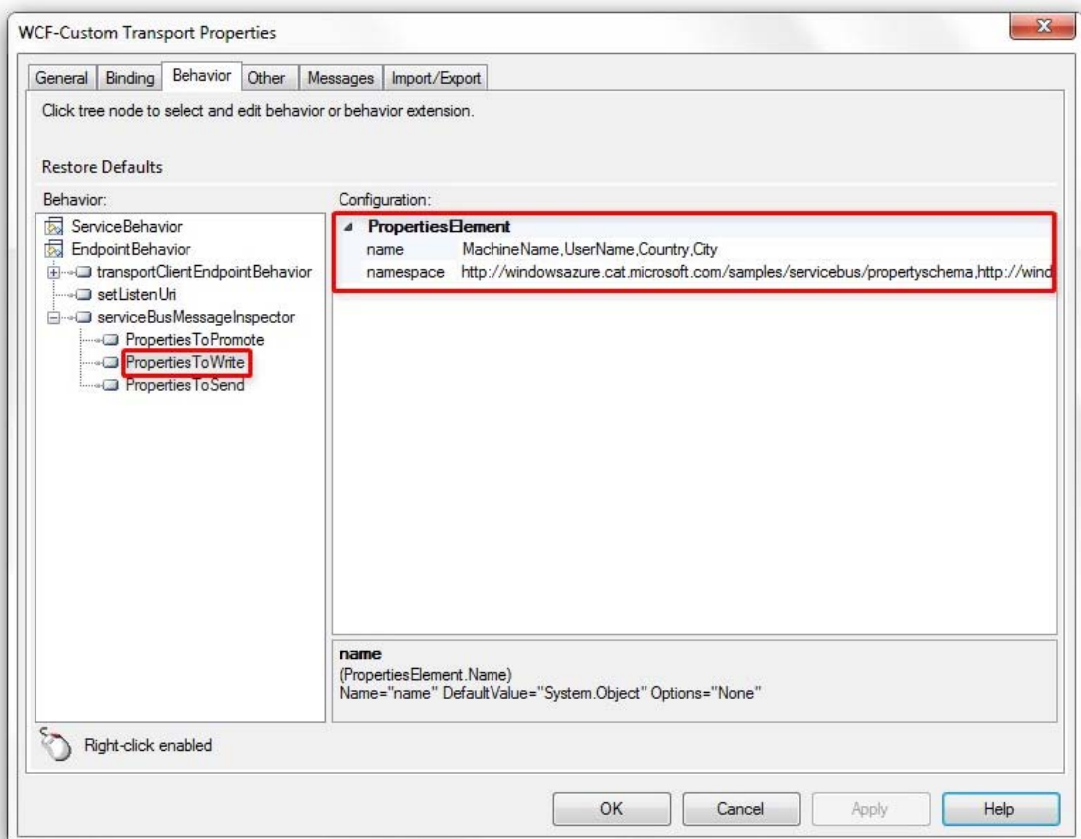 WCF-Custom Transport Properties
General Binding Behavior Other Messages Import/Export
Click tree node to select and edit behavior or behavior extension.
Restore Defaults
Behavior:
ServiceBehavior
EndpointBehavior
transportClientEndpointBehavior
setListenUri
serviceBusMessageInspector
PropertiesToPromote
PropertiesToWrite
PropertiesToSend
Configuration:
PropertiesElement
name MachineName,UserName,Country,City
namespace http://windowsazure.cat.microsoft.com/samples/servicebus/propertyschema,http://wind
name
(PropertiesElement.Name)
Name="name" DefaultValue="System.Object" Options="None"
Right-click enabled
OK Cancel Apply Help